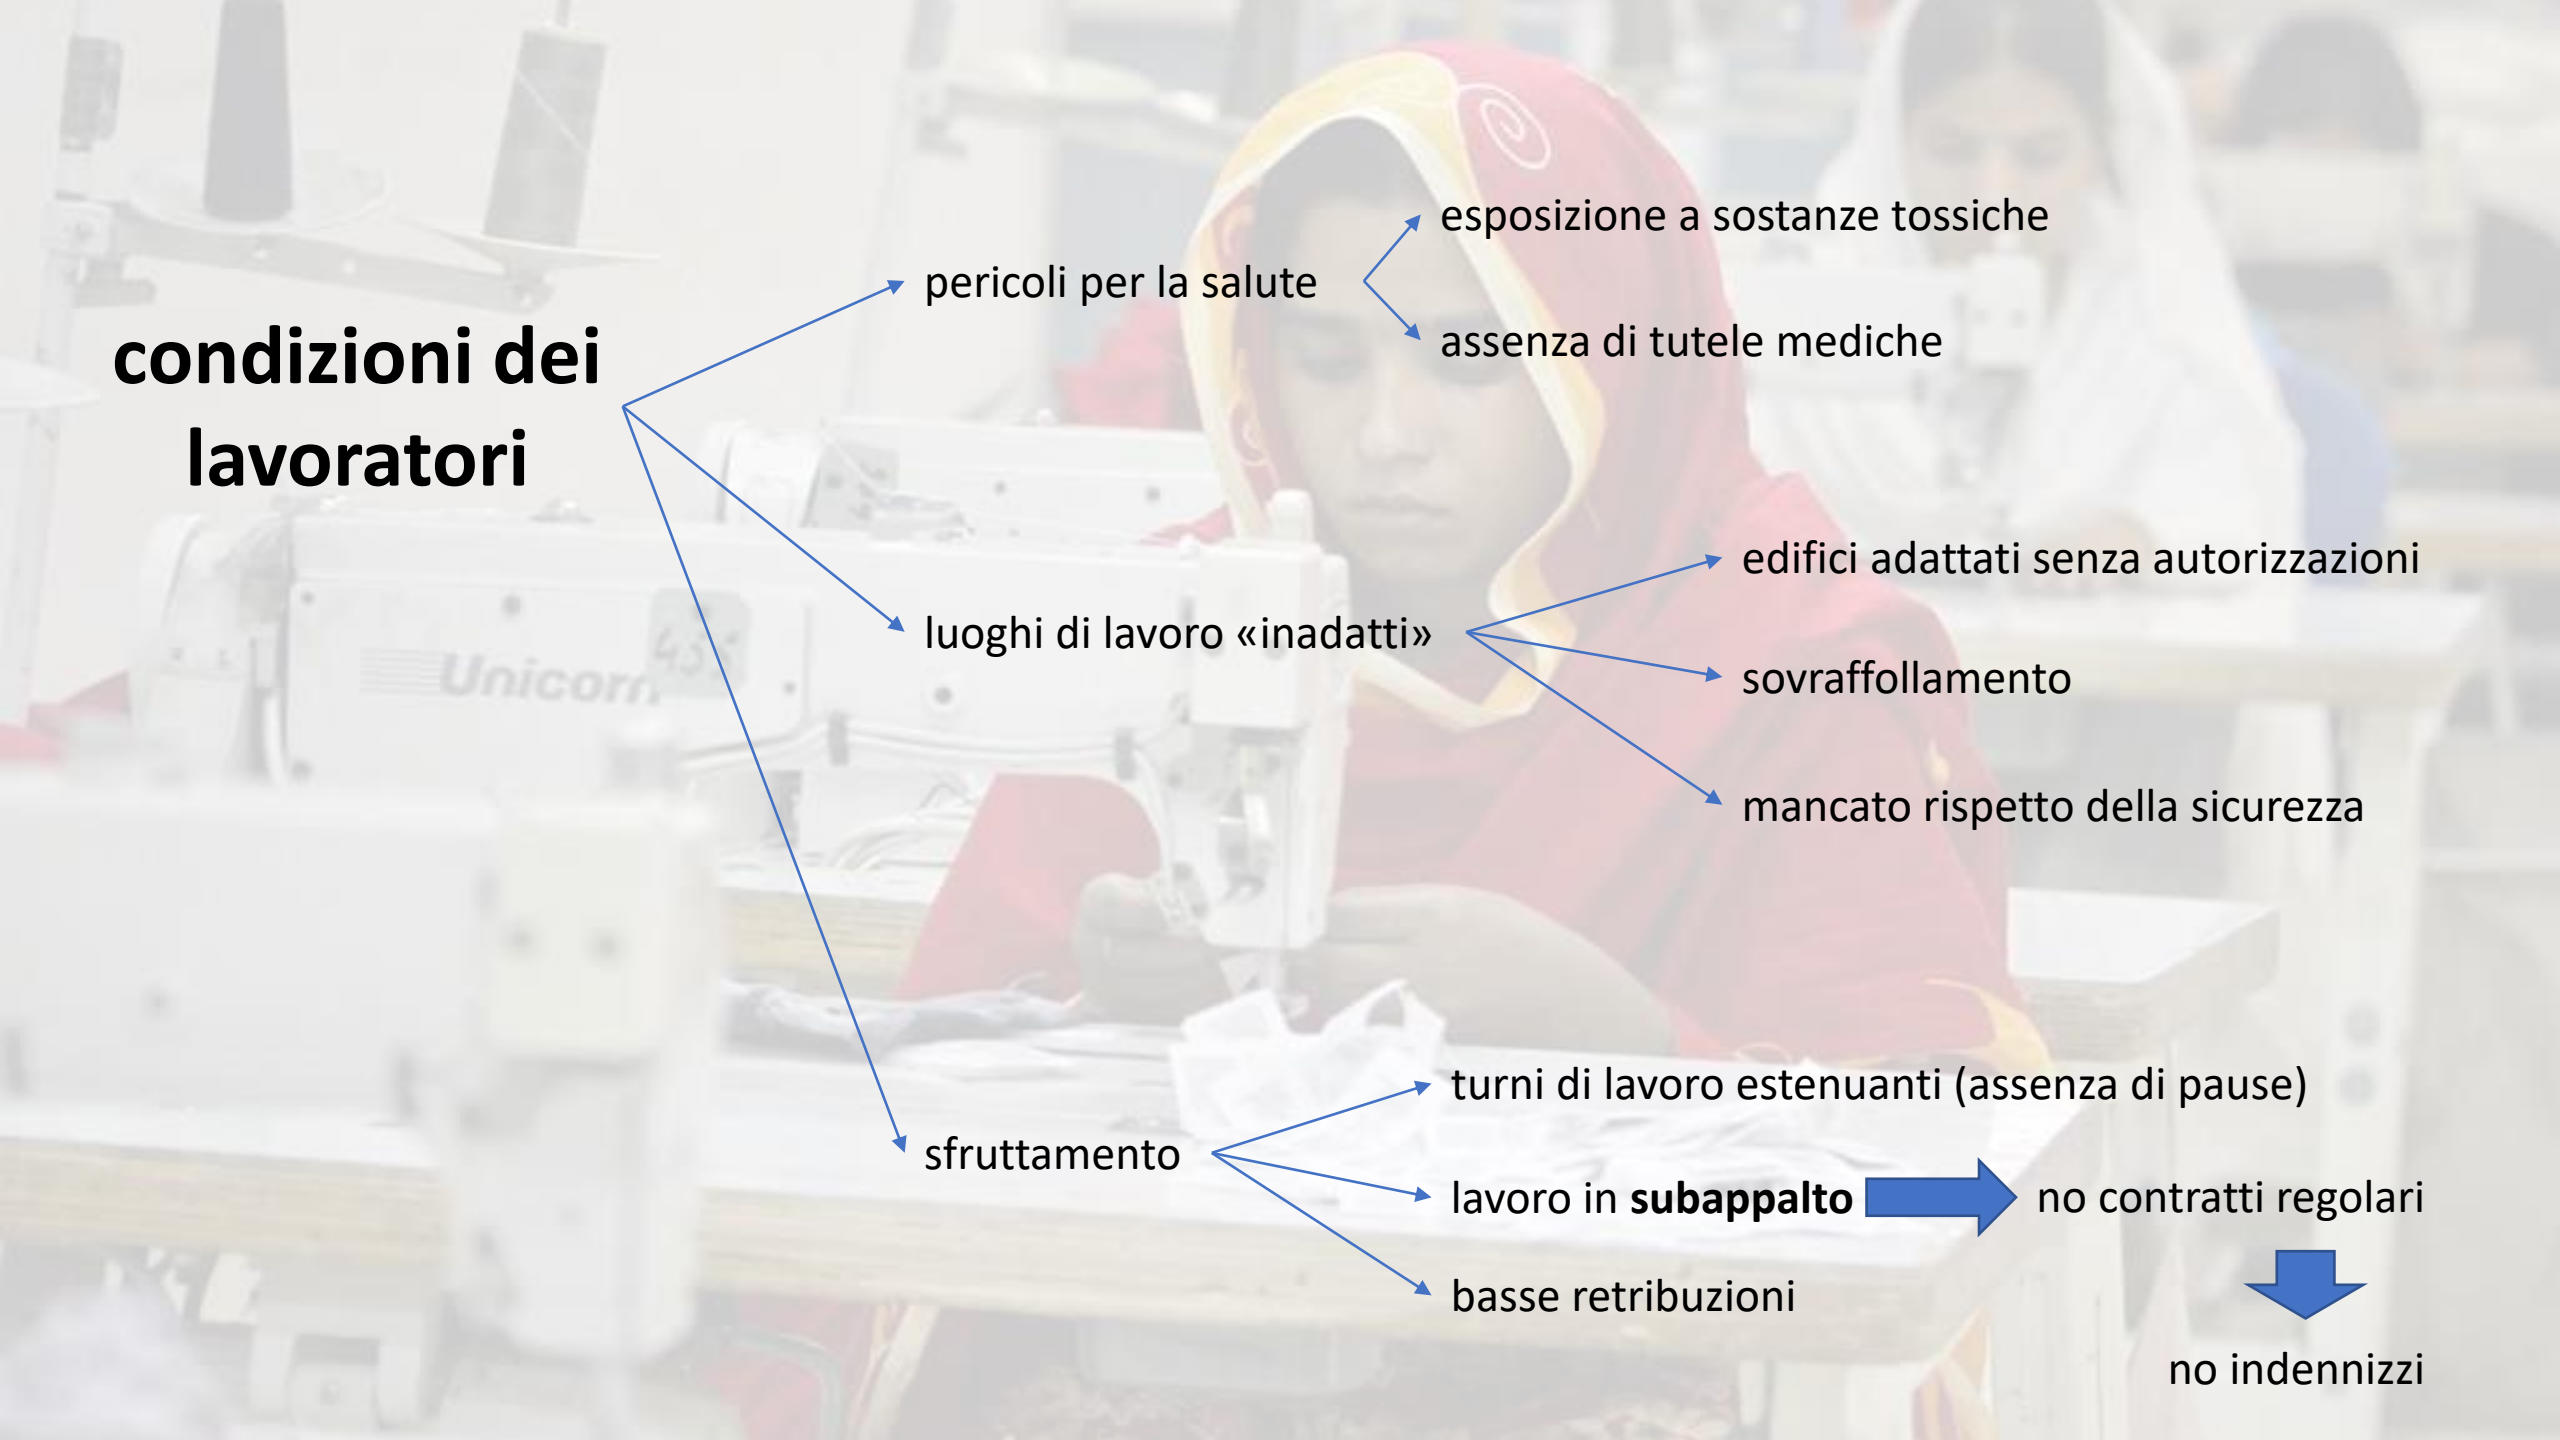 condizioni dei
lavoratori
pericoli per la salute
esposizione a sostanze tossiche
assenza di tutele mediche
luoghi di lavoro «inadatti»
edifici adattati senza autorizzazioni
sovraffollamento
mancato rispetto della sicurezza
sfruttamento
turni di lavoro estenuanti (assenza di pause)
lavoro in subappalto
no contratti regolari
no indennizzi
basse retribuzioni
Unicorn